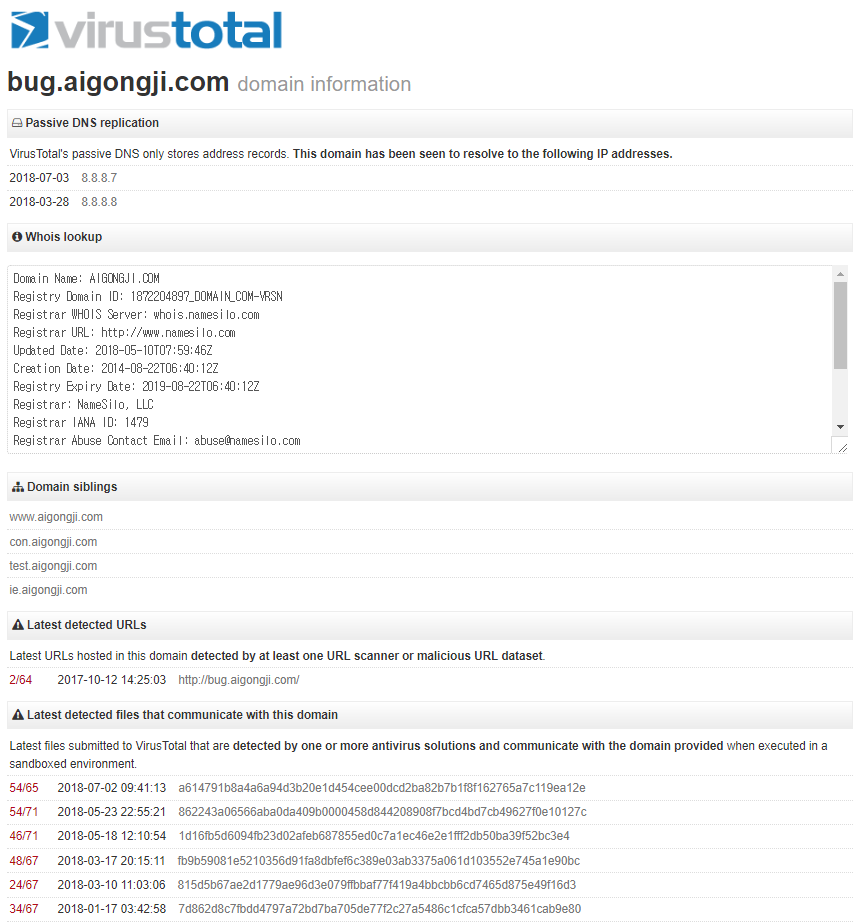 virustotal
bug.aigongji.com domain information
Passive DNS replication
VirusTotal's passive DNS only stores address records. This domain has been seen to resolve to the following IP addresses.
2018-07-03 8.8.8.7
2018-03-28 8.8.8.8
Whois lookup
Domain Name: AIGONGJI.COM
Registry Domain ID: 1872204897_DOMAIN_COM-VRSN
Registrar WHOIS Server: whois.namesilo.com
Registrar URL: http://www.namesilo.com
Updated Date: 2018-05-10T07:59:46Z
Creation Date: 2014-08-22T06:40:12Z
Registry Expiry Date: 2019-08-22T06:40:12Z
Registrar: NameSilo, LLC
Registrar IANA ID: 1479
Registrar Abuse Contact Email: abuse@namesilo.com
Domain siblings
www.aigongji.com
con.aigongji.com
test.aigongji.com
ie.aigongji.com
Latest detected URLs
Latest URLs hosted in this domain detected by at least one URL scanner or malicious URL dataset.
2/64 2017-10-12 14:25:03 http://bug.aigongji.com/
Latest detected files that communicate with this domain
Latest files submitted to VirusTotal that are detected by one or more antivirus solutions and communicate with the domain provided when executed in a
sandboxed environment.
54/65 2018-07-02 09:41:13 a614791b8a4a6a94d3b20e1d454cee00dcd2ba82b7b1f8f162765a7c119ea12e
54/71 2018-05-23 22:55:21 862243a06566aba0da409b0000458d844208908f7bcd4bd7cb49627f0e10127c
46/71 2018-05-18 12:10:54 1d16fb5d6094fb23d02afeb687855ed0c7a1ec46e2e1fff2db50ba39f52bc3e4
48/67 2018-03-17 20:15:11 fb9b59081e5210356d91fa8dbfef6c389e03ab3375a061d103552e745a1e90bc
24/67 2018-03-10 11:03:06 815d5b67ae2d1779ae96d3e079ffbbaf77f419a4bbcbb6cd7465d875e49f16d3
34/67 2018-01-17 03:42:58 7d862d8c7fbdd4797a72bd7ba705de77f2c27a5486c1cfca57dbb3461cab9e80